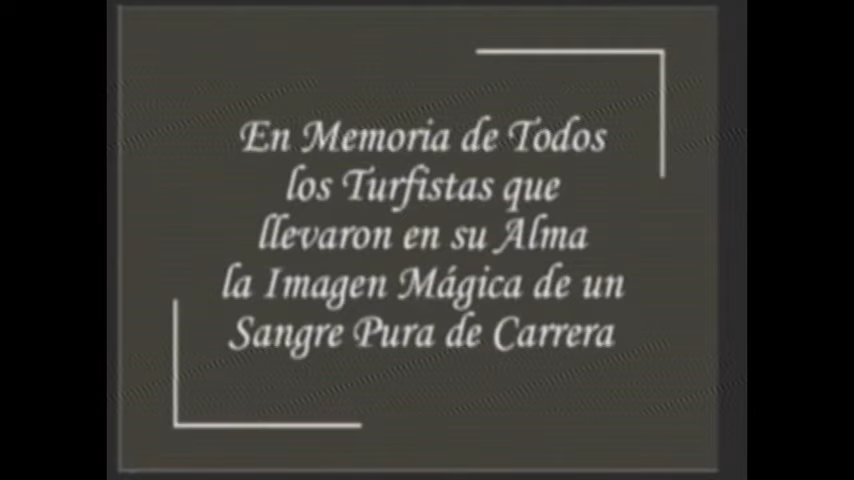 En Memoria de Todos
los Turfistas que
llevaron en su Alma
la Imagen Mágica de un
Sangre Pura de Carrera